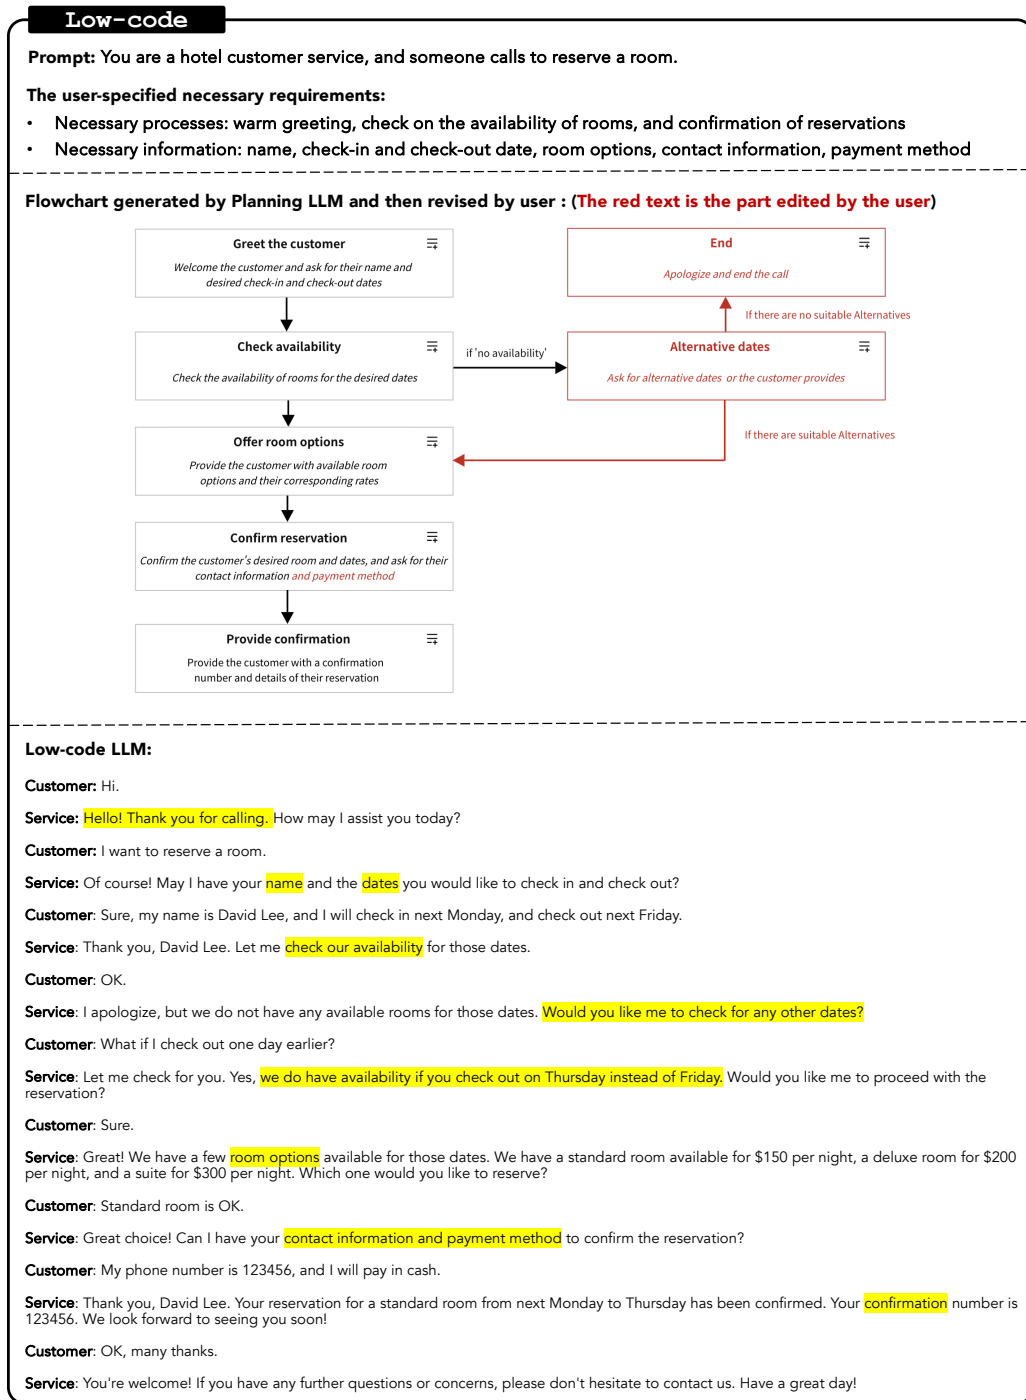 Low-code
Prompt: You are a hotel customer service, and someone calls to reserve a room.
The user-specified necessary requirements:
• Necessary processes: warm greeting, check on the availability of rooms, and confirmation of reservations
• Necessary information: name, check-in and check-out date, room options, contact information, payment method
Flowchart generated by Planning LLM and then revised by user : (The red text is the part edited by the user)
Greet the customer
Welcome the customer and ask for their name and
desired check-in and check-out dates
End
Apologize and end the call
If there are no suitable Alternatives
Check availability
Check the availability of rooms for the desired dates
if 'no availability'
Alternative dates
Ask for alternative dates or the customer provides
If there are suitable Alternatives
Offer room options
Provide the customer with available room
options and their corresponding rates
Confirm reservation
Confirm the customer's desired room and dates, and ask for their
contact information and payment method
Provide confirmation
Provide the customer with a confirmation
number and details of their reservation
Low-code LLM:
Customer: Hi.
Service: Hello! Thank you for calling. How may I assist you today?
Customer: I want to reserve a room.
Service: Of course! May I have your name and the dates you would like to check in and check out?
Customer: Sure, my name is David Lee, and I will check in next Monday, and check out next Friday.
Service: Thank you, David Lee. Let me check our availability for those dates.
Customer: OK.
Service: I apologize, but we do not have any available rooms for those dates. Would you like me to check for any other dates?
Customer: What if I check out one day earlier?
Service: Let me check for you. Yes, we do have availability if you check out on Thursday instead of Friday. Would you like me to proceed with the
reservation?
Customer: Sure.
Service: Great! We have a few room options available for those dates. We have a standard room available for $150 per night, a deluxe room for $200
per night, and a suite for $300 per night. Which one would you like to reserve?
Customer: Standard room is OK.
Service: Great choice! Can I have your contact information and payment method to confirm the reservation?
Customer: My phone number is 123456, and I will pay in cash.
Service: Thank you, David Lee. Your reservation for a standard room from next Monday to Thursday has been confirmed. Your confirmation number is
123456. We look forward to seeing you soon!
Customer: OK, many thanks.
Service: You're welcome! If you have any further questions or concerns, please don't hesitate to contact us. Have a great day!